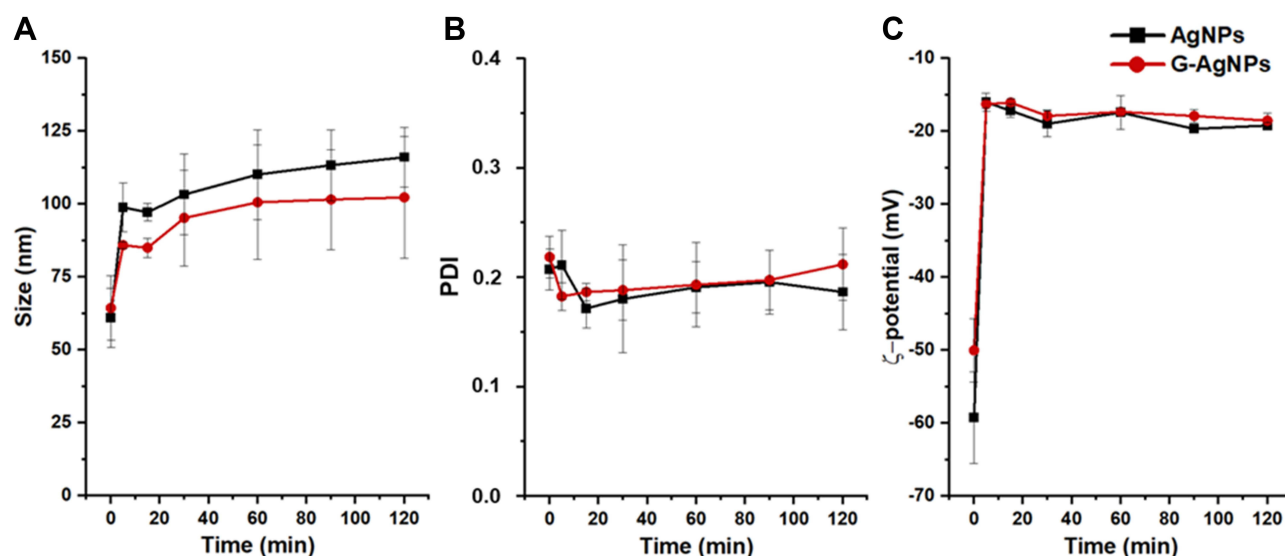 A
Size (nm)
150
125
100
75
50
25
0
0 20 40 60 80 100 120
Time (min)
B
PDI
0.4
0.3
0.2
0.1
0.0
0 20 40 60 80 100 120
Time (min)
C
AgNPs
G-AgNPs
ζ–potential (mV)
-10
-20
-30
-40
-50
-60
-70
0 20 40 60 80 100 120
Time (min)